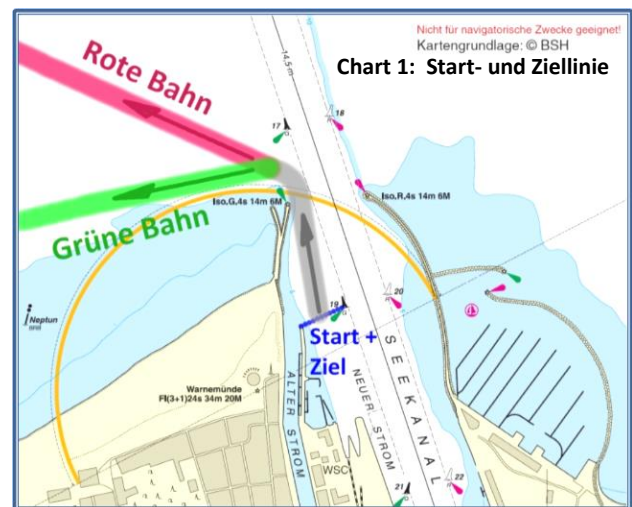 Nicht für navigatorische Zwecke geeignet!
Kartengrundlage: © BSH
Chart 1: Start- und Ziellinie
14,5 m
Rote Bahn
17
18
Iso.G.4s 14m 6M
Iso.R.4s 14m 6M
Grüne Bahn
19
20
Neptun
Start +
Ziel
Warnemünde
Fl(3+1)24s 34m 20M
ALTER STROM
NEUER STROM
SEEKANAL
WSC
21
22